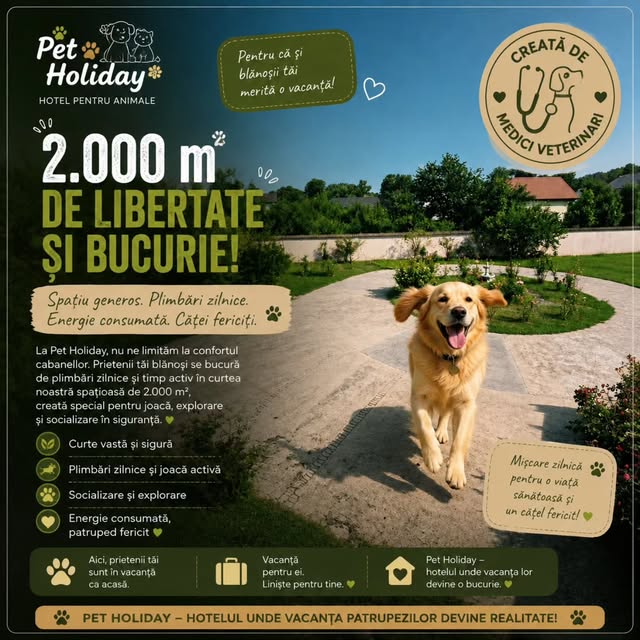 Pet
Holiday
HOTEL PENTRU ANIMALE
Pentru că și
blănoșii tăi
merită o vacanță!
CREATĂ DE
MEDICI VETERINARI
2.000 m²
DE LIBERTATE
ȘI BUCURIE!
Spațiu generos. Plimbări zilnice.
Energie consumată. Căței fericiți.
La Pet Holiday, nu ne limităm la confortul
cabanellor. Prietenii tăi blănoși se bucură
de plimbări zilnice și timp activ în curtea
noastră spațioasă de 2.000 m²,
creată special pentru joacă, explorare
și socializare în siguranță.
Curte vastă și sigură
Plimbări zilnice și joacă activă
Socializare și explorare
Energie consumată,
patruped fericit
Mișcare zilnică
pentru o viață
sănătoasă și
un cățel fericit!
Aici, prietenii tăi
sunt în vacanță
ca acasă.
Vacanță
pentru ei.
Liniște pentru tine.
Pet Holiday –
hotelul unde vacanța lor
devine o bucurie.
PET HOLIDAY – HOTELUL UNDE VACANȚA PATRUPEZILOR DEVINE REALITATE!